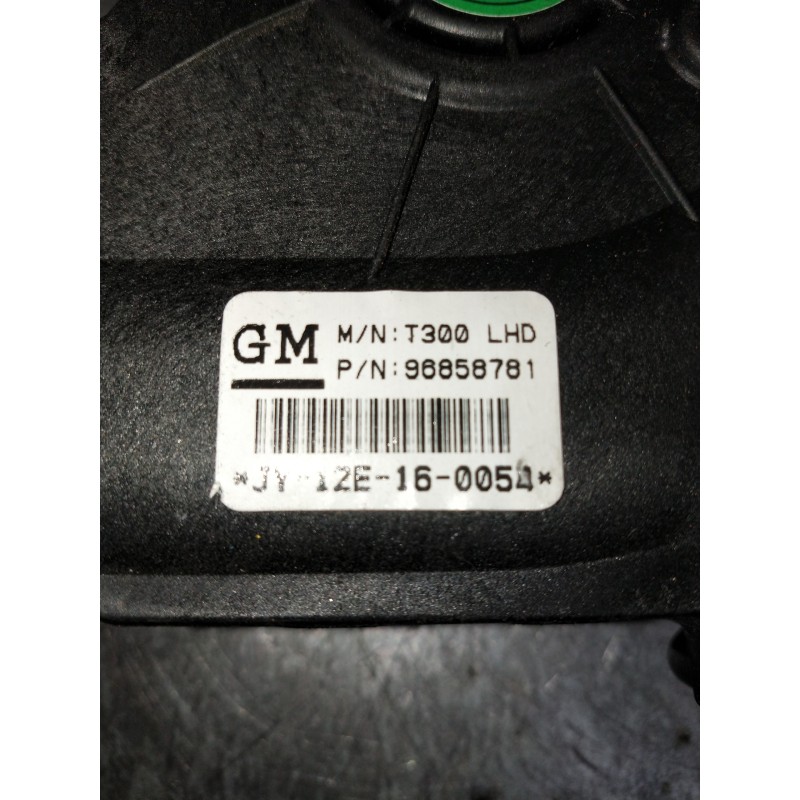 GM
M/N:T300 LHD
P/N:96858781
*JY-12E-16-0054*